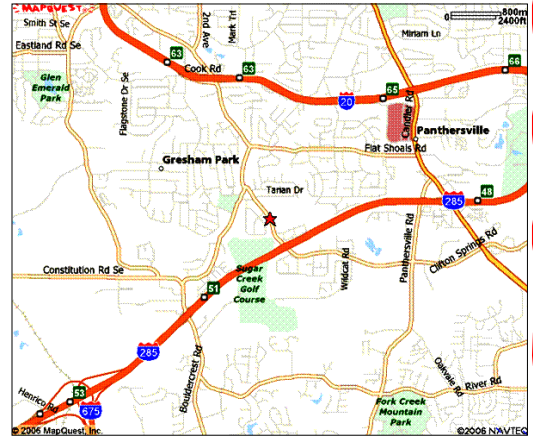 MAPQUEST
Smith St Se
Eastland Rd Se
2nd Ave
Mark Trl
Miriam Ln
800m
2400ft
63
Cook Rd
63
66
65
20
Glen
Emerald
Park
Flagstone Dr Se
Candler Rd
Panthersville
Flat Shoals Rd
Gresham Park
Tarian Dr
48
285
Constitution Rd Se
51
Sugar
Creek
Golf
Course
Wildcat Rd
Panthersville Rd
Clifton Springs Rd
285
Bouldercrest Rd
53
Henrico Rd
675
Oakvale Rd
River Rd
Fork Creek
Mountain
Park
© 2006 MapQuest, Inc.
©2006 NAVTEQ